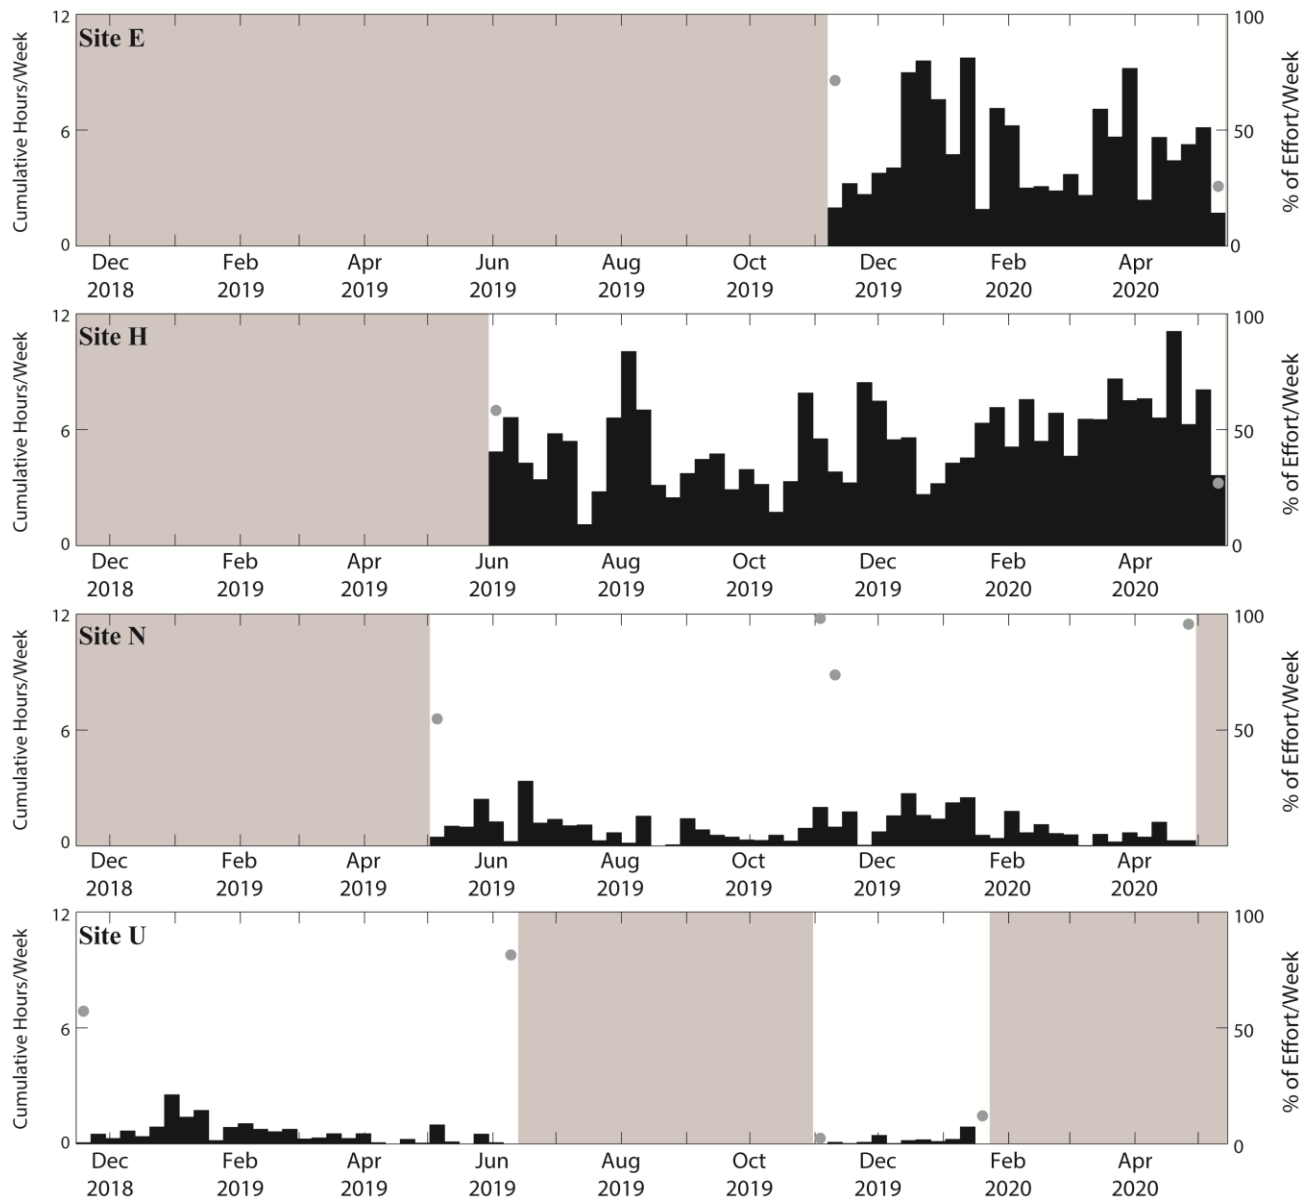 12
Site E
100
Cumulative Hours/Week
6
50
% of Effort/Week
0
0
Dec Feb Apr Jun Aug Oct Dec Feb Apr
2018 2019 2019 2019 2019 2019 2019 2020 2020
12
Site H
100
Cumulative Hours/Week
6
50
% of Effort/Week
0
0
Dec Feb Apr Jun Aug Oct Dec Feb Apr
2018 2019 2019 2019 2019 2019 2019 2020 2020
12
Site N
100
Cumulative Hours/Week
6
50
% of Effort/Week
0
0
Dec Feb Apr Jun Aug Oct Dec Feb Apr
2018 2019 2019 2019 2019 2019 2019 2020 2020
12
Site U
100
Cumulative Hours/Week
6
50
% of Effort/Week
0
0
Dec Feb Apr Jun Aug Oct Dec Feb Apr
2018 2019 2019 2019 2019 2019 2019 2020 2020